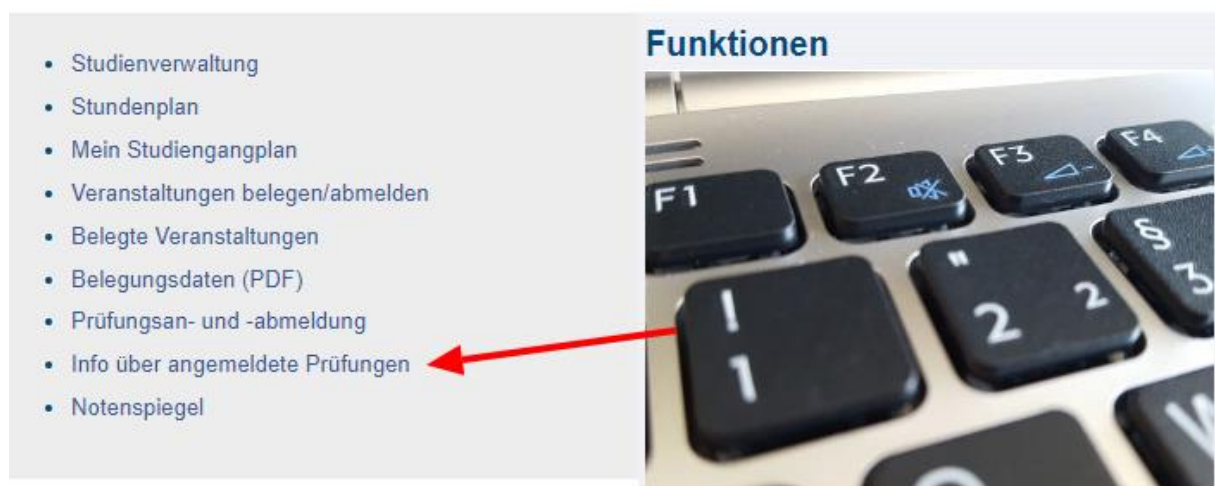 Studienverwaltung
Stundenplan
Mein Studiengangplan
Veranstaltungen belegen/abmelden
Belegte Veranstaltungen
Belegungsdaten (PDF)
Prüfungsan- und -abmeldung
Info über angemeldete Prüfungen
Notenspiegel
Funktionen
F1
F2
F3
F4
!
1
"
2
2
§
3